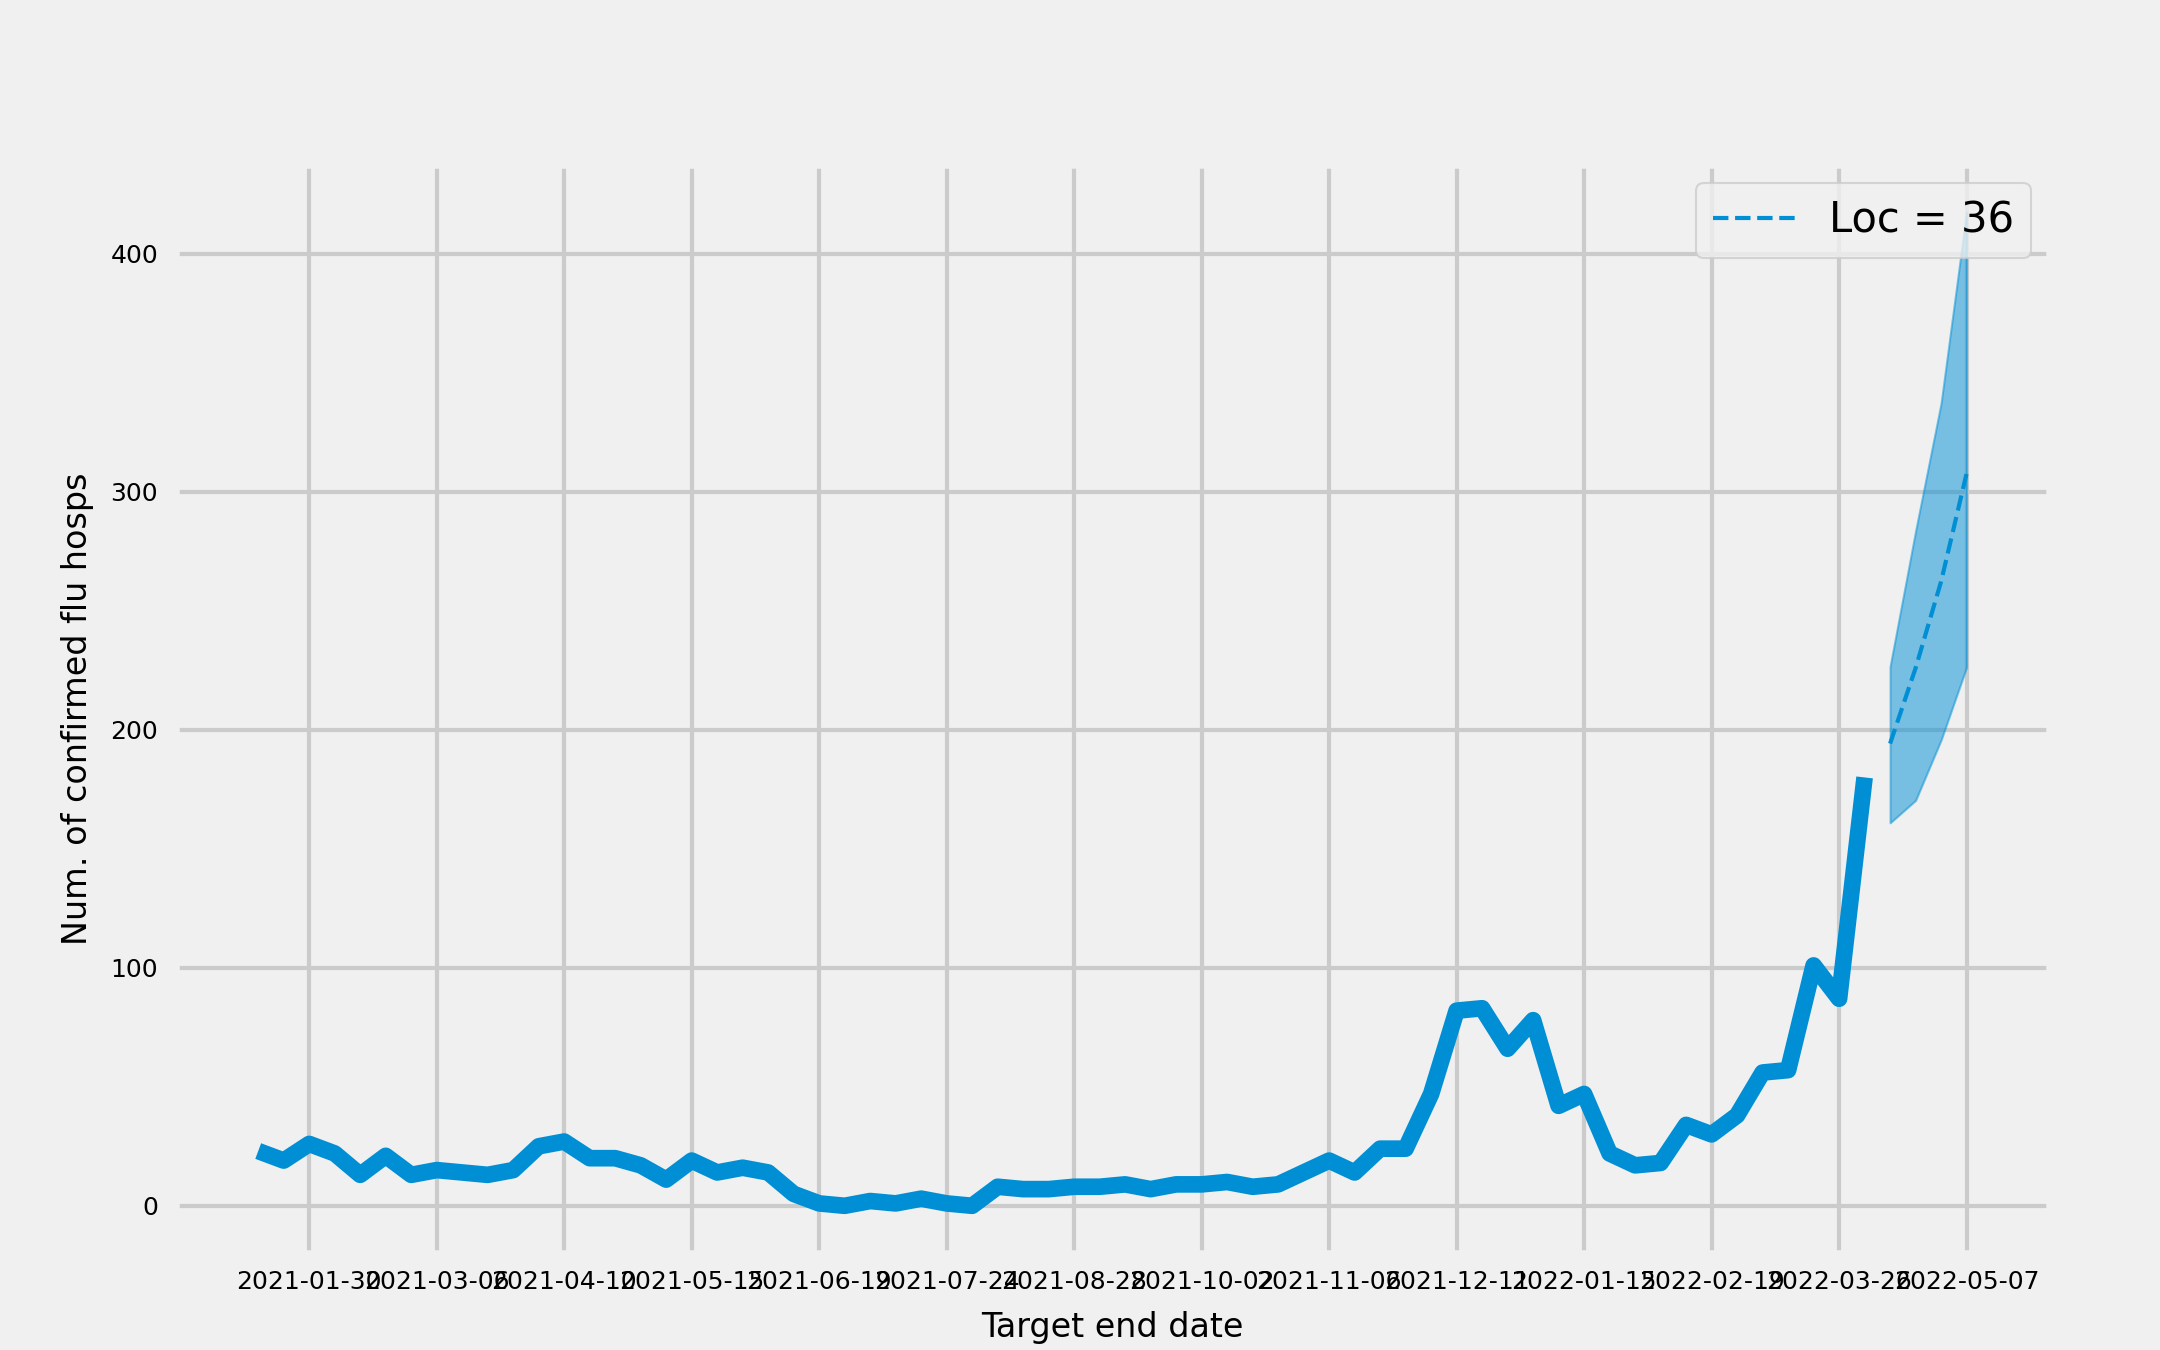 Loc = 36
400
300
200
100
0
Num. of confirmed flu hosps
2021-01-30 2021-03-06 2021-04-10 2021-05-15 2021-06-19 2021-07-24 2021-08-28 2021-10-02 2021-11-06 2021-12-11 2022-01-15 2022-02-19 2022-03-26 2022-05-07
Target end date